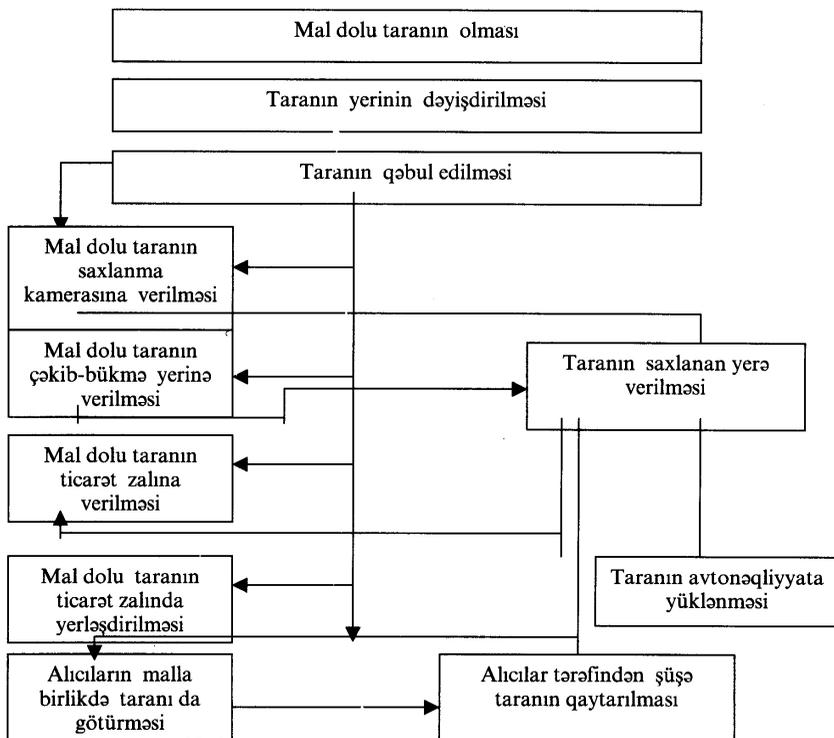 Mal dolu taranın olması
Taranın yerinin dəyişdirilməsi
Taranın qəbul edilməsi
Mal dolu taranın
saxlanma
kamerasına verilməsi
Mal dolu taranın
çəkib-bükmə yerinə
verilməsi
Taranın saxlanan yerə
verilməsi
Mal dolu taranın
ticarət zalına
verilməsi
Mal dolu taranın
ticarət zalında
yerləşdirilməsi
Taranın avtonəqliyyata
yüklənməsi
Alıcıların malla
birlikdə taranı da
götürməsi
Alıcılar tərəfindən şüşə
taranın qaytarılması